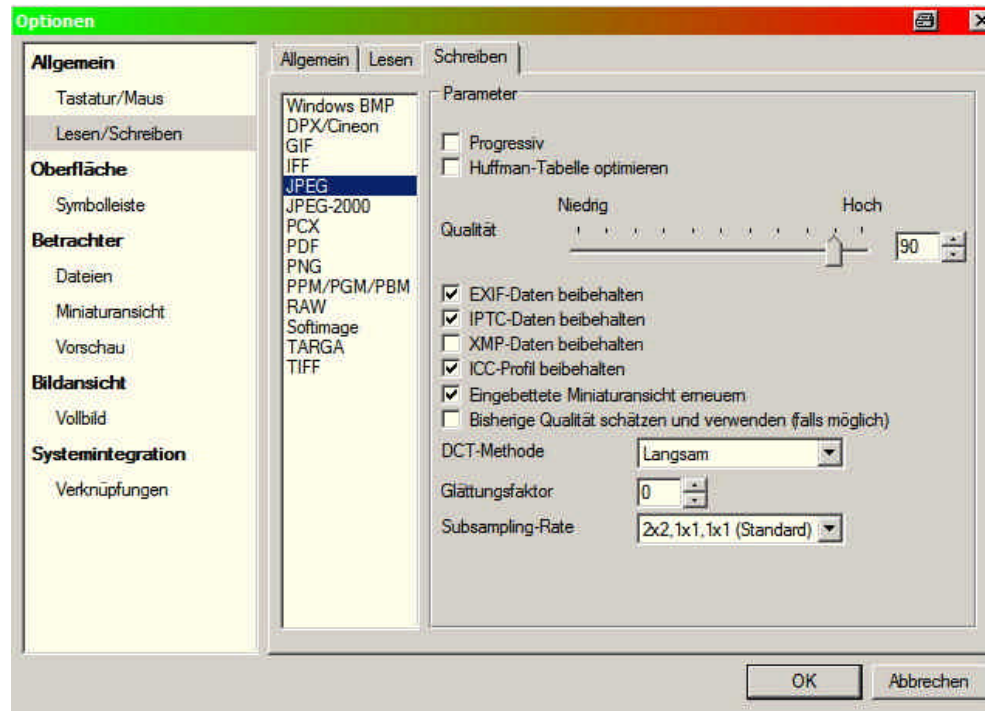 Optionen
Allgemein
Tastatur/Maus
Lesen/Schreiben
Oberfläche
Symbolleiste
Betrachter
Dateien
Miniaturansicht
Vorschau
Bildansicht
Vollbild
Systemintegration
Verknüpfungen
Allgemein
Lesen
Schreiben
Windows BMP
DPX/Cineon
GIF
IFF
JPEG
JPEG-2000
PCX
PDF
PNG
PPM/PGM/PBM
RAW
Softimage
TARGA
TIFF
Parameter
Progressiv
Huffman-Tabelle optimieren
Niedrig Hoch
Qualität 90
EXIF-Daten beibehalten
IPTC-Daten beibehalten
XMP-Daten beibehalten
ICC-Profil beibehalten
Eingebettete Miniaturansicht erneuern
Bisherige Qualität schätzen und verwenden (falls möglich)
DCT-Methode Langsam
Glättungsfaktor 0
Subsampling-Rate 2x2,1x1,1x1 (Standard)
OK
Abbrechen